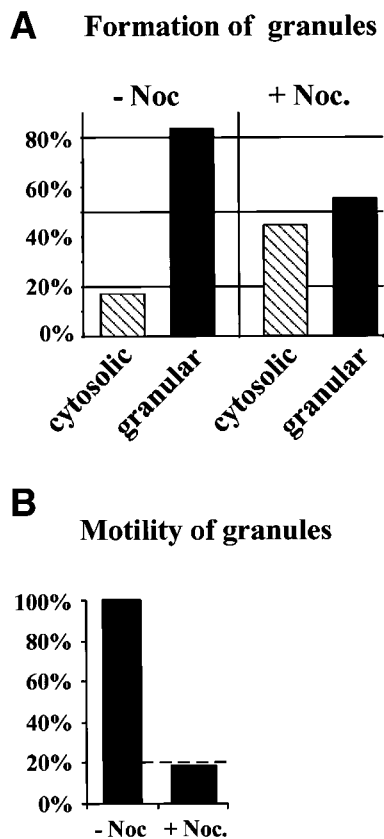 A Formation of granules
- Noc + Noc.
80%
60%
40%
20%
0%
cytosolic granular cytosolic granular
B
Motility of granules
100%
80%
60%
40%
20%
0%
- Noc + Noc.